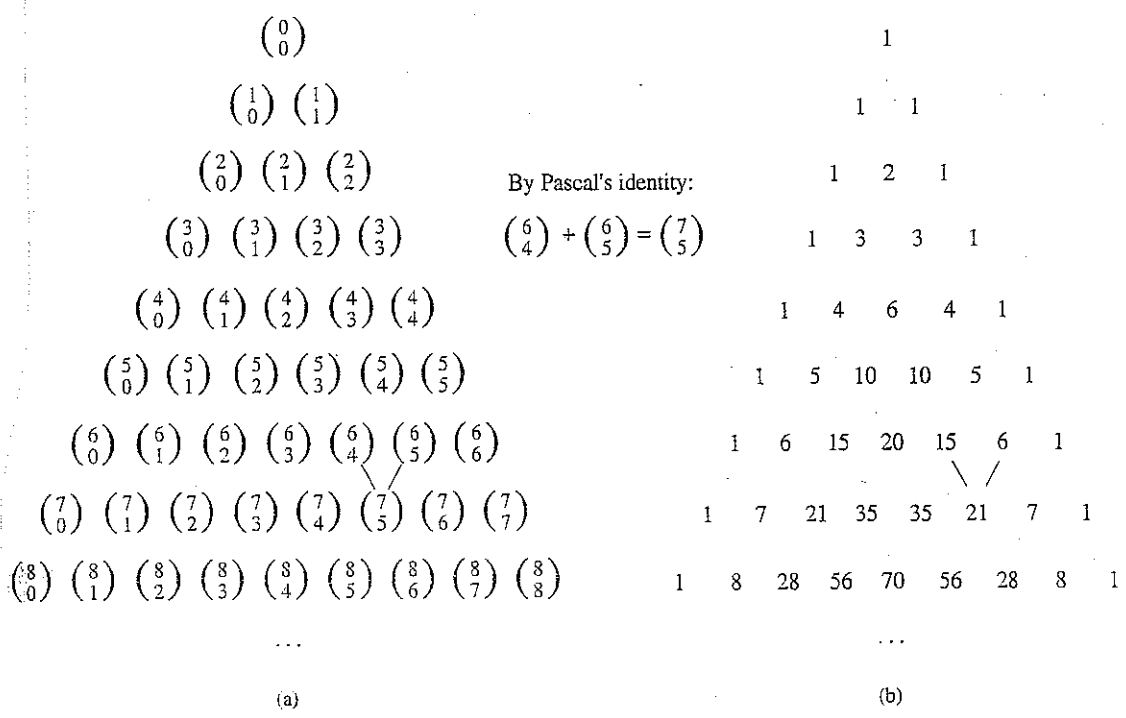 (0 0) 1
(1 0) (1 1) 1 1
(2 0) (2 1) (2 2) 1 2 1
By Pascal's identity:
(3 0) (3 1) (3 2) (3 3) (6 4) + (6 5) = (7 5) 1 3 3 1
(4 0) (4 1) (4 2) (4 3) (4 4) 1 4 6 4 1
(5 0) (5 1) (5 2) (5 3) (5 4) (5 5) 1 5 10 10 5 1
(6 0) (6 1) (6 2) (6 3) (6 4) (6 5) (6 6) 1 6 15 20 15 6 1
(7 0) (7 1) (7 2) (7 3) (7 4) (7 5) (7 6) (7 7) 1 7 21 35 35 21 7 1
(8 0) (8 1) (8 2) (8 3) (8 4) (8 5) (8 6) (8 7) (8 8) 1 8 28 56 70 56 28 8 1
... ...
(a) (b)